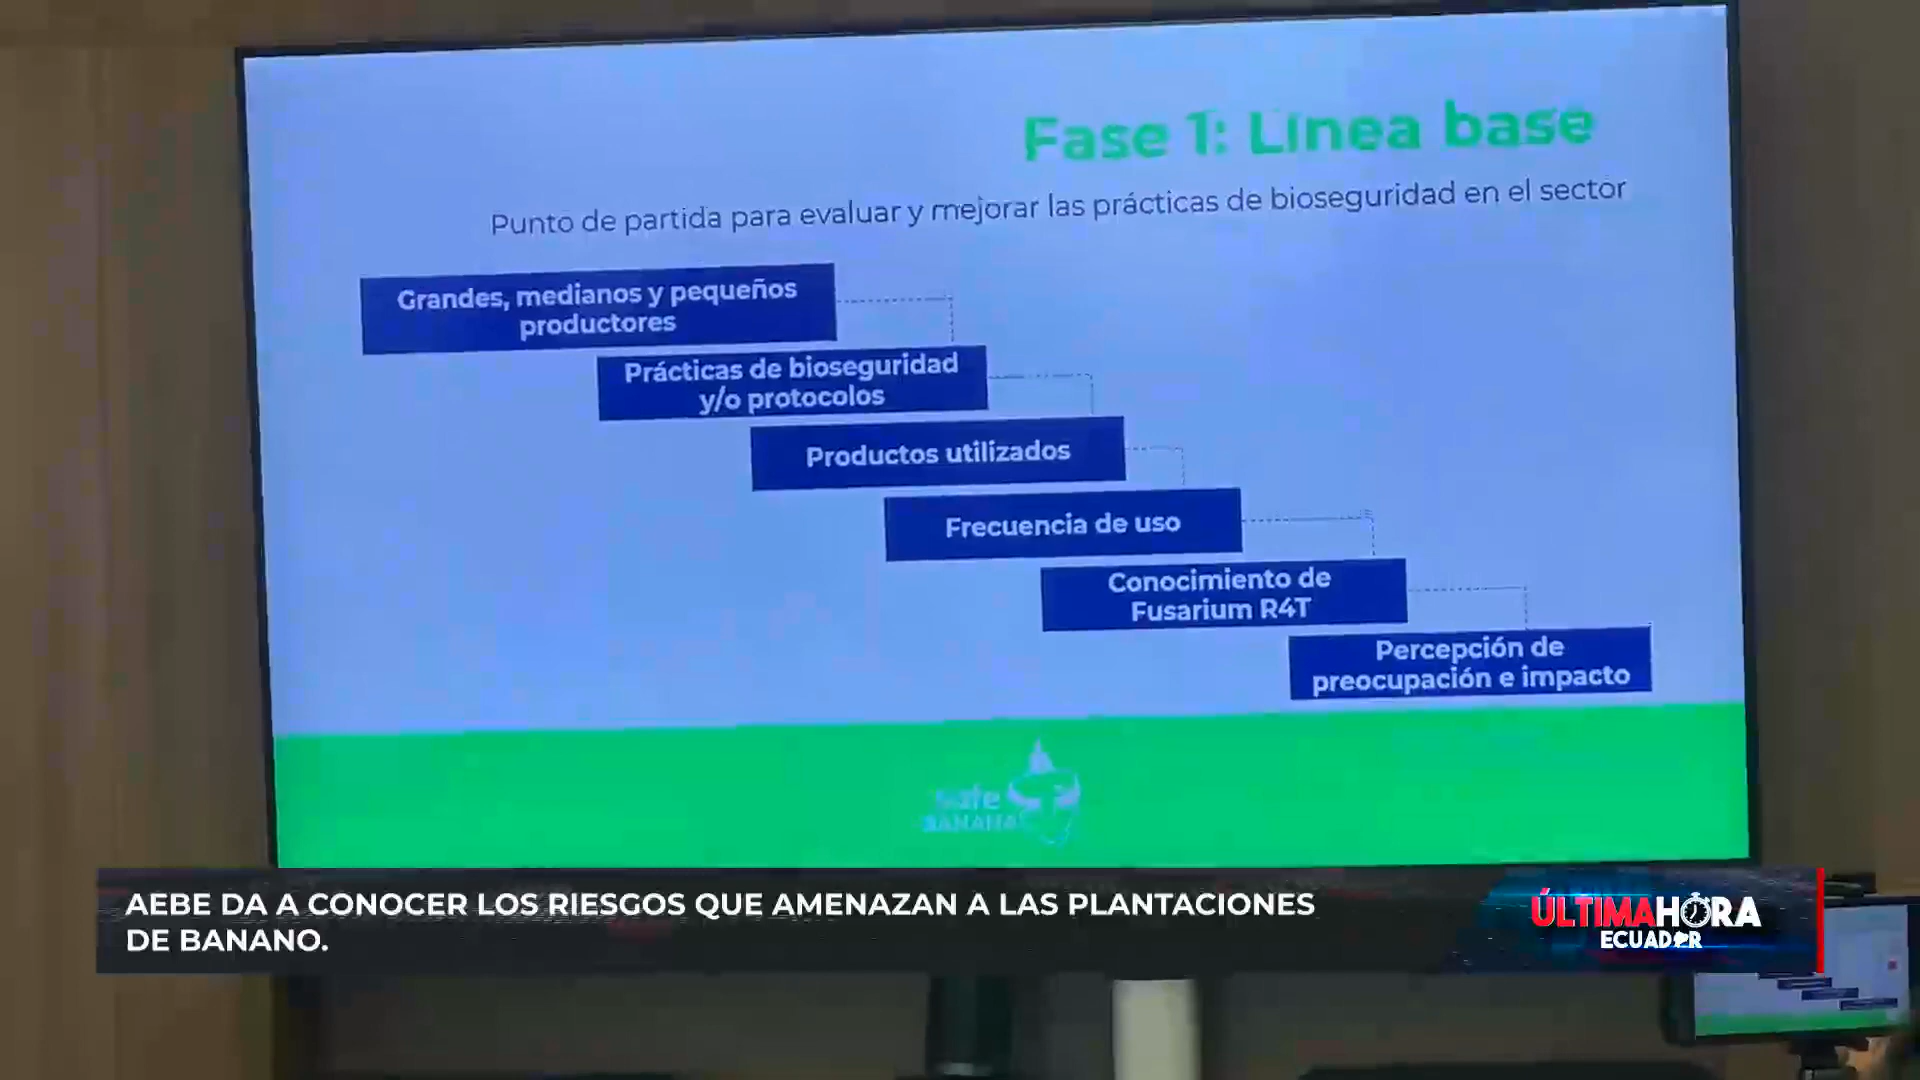 Fase 1: Línea base
Punto de partida para evaluar y mejorar las prácticas de bioseguridad en el sector
Grandes, medianos y pequeños
productores
Prácticas de bioseguridad
y/o protocolos
Productos utilizados
Frecuencia de uso
Conocimiento de
Fusarium R4T
Percepción de
preocupación e impacto
Safe
BANANA
AEBE DA A CONOCER LOS RIESGOS QUE AMENAZAN A LAS PLANTACIONES
DE BANANO.
ÚLTIMAHORA
ECUADOR